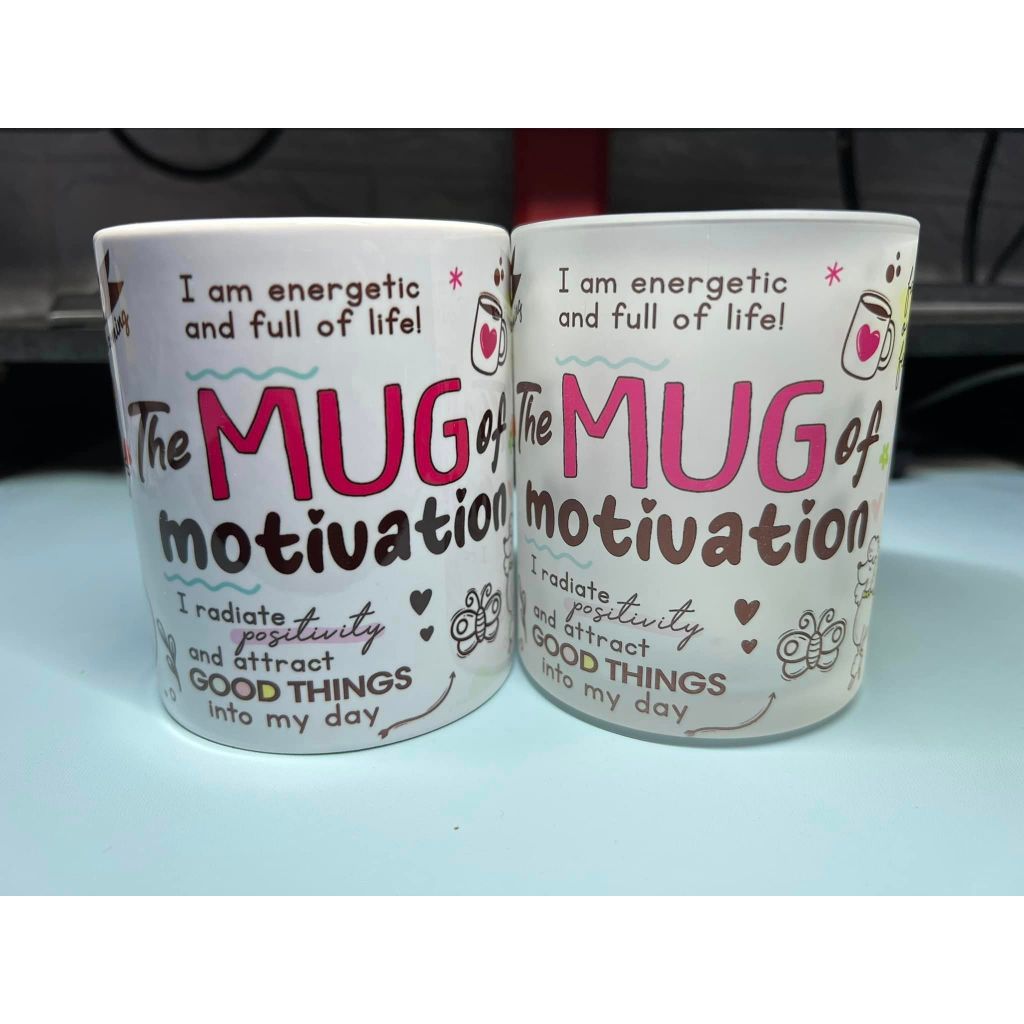 I am energetic
and full of life!
The MUG of
motivation
I radiate
positivity
and attract
GOOD THINGS
into my day
I am energetic
and full of life!
The MUG of
motivation
I radiate
positivity
and attract
GOOD THINGS
into my day